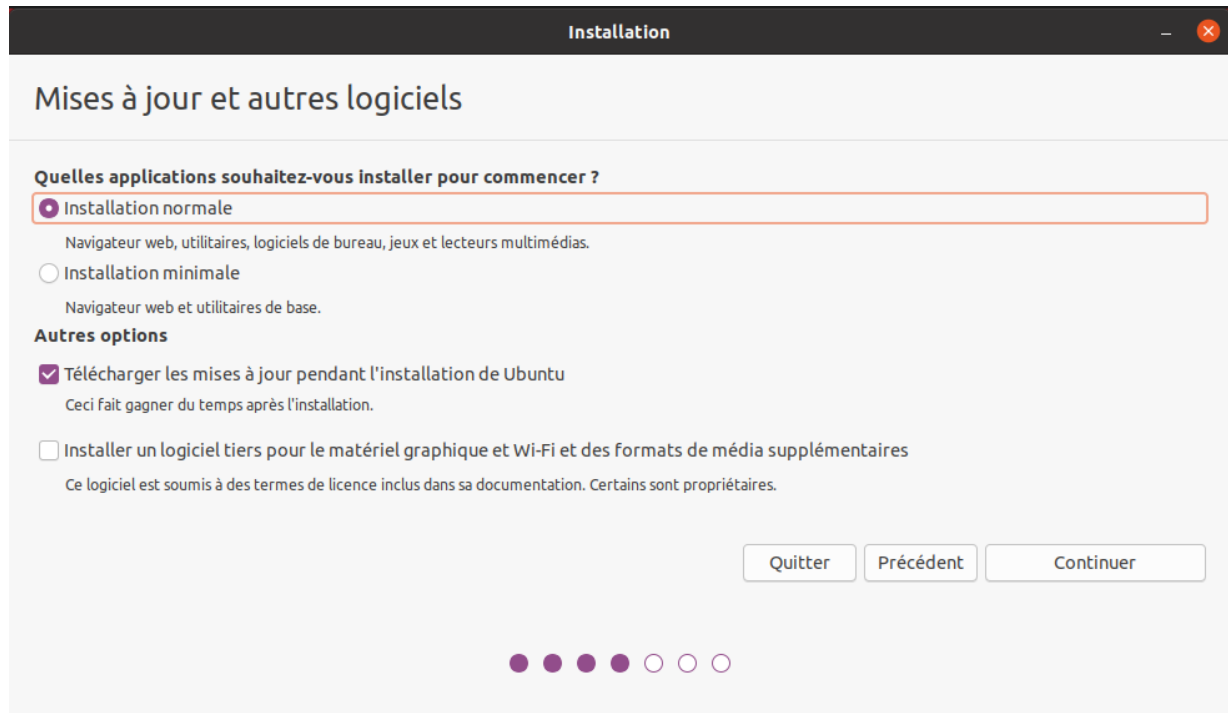 Installation
Mises à jour et autres logiciels
Quelles applications souhaitez-vous installer pour commencer ?
Installation normale
Navigateur web, utilitaires, logiciels de bureau, jeux et lecteurs multimédias.
Installation minimale
Navigateur web et utilitaires de base.
Autres options
Télécharger les mises à jour pendant l'installation de Ubuntu
Ceci fait gagner du temps après l'installation.
Installer un logiciel tiers pour le matériel graphique et Wi-Fi et des formats de média supplémentaires
Ce logiciel est soumis à des termes de licence inclus dans sa documentation. Certains sont propriétaires.
Quitter Précédent Continuer